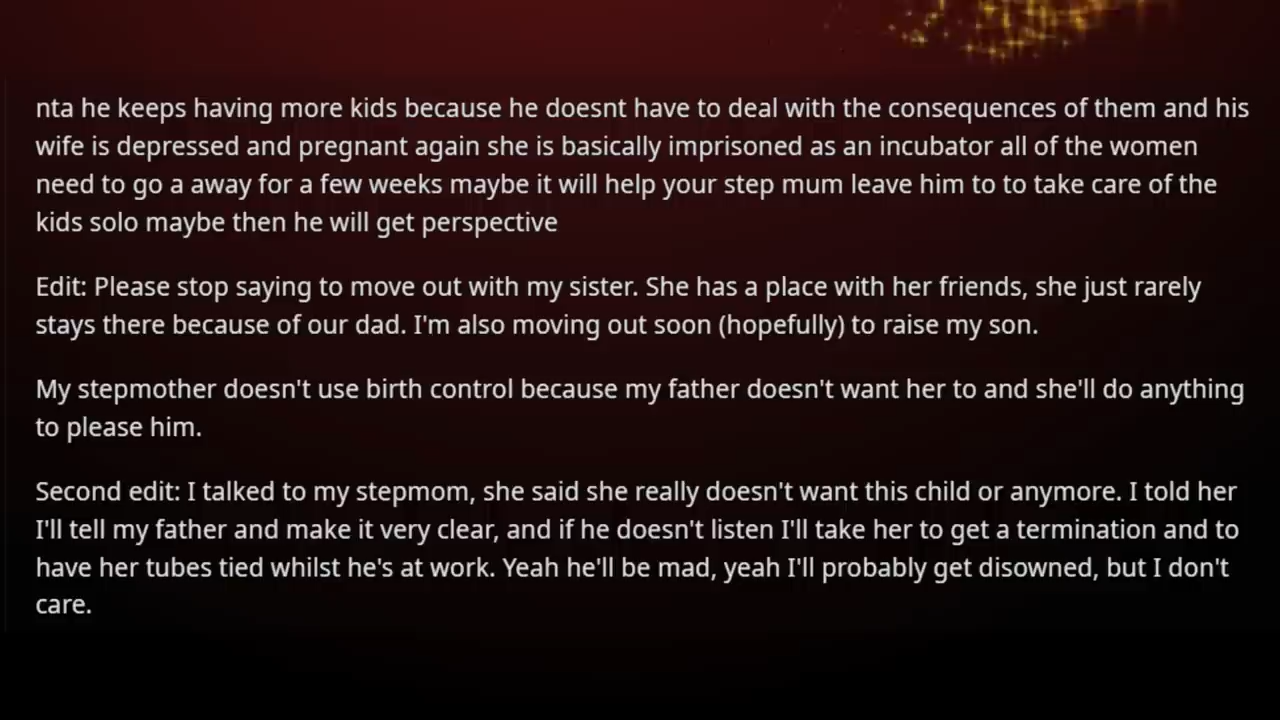 nta he keeps having more kids because he doesnt have to deal with the consequences of them and his
wife is depressed and pregnant again she is basically imprisoned as an incubator all of the women
need to go a away for a few weeks maybe it will help your step mum leave him to to take care of the
kids solo maybe then he will get perspective
Edit: Please stop saying to move out with my sister. She has a place with her friends, she just rarely
stays there because of our dad. I'm also moving out soon (hopefully) to raise my son.
My stepmother doesn't use birth control because my father doesn't want her to and she'll do anything
to please him.
Second edit: I talked to my stepmom, she said she really doesn't want this child or anymore. I told her
I'll tell my father and make it very clear, and if he doesn't listen I'll take her to get a termination and to
have her tubes tied whilst he's at work. Yeah he'll be mad, yeah I'll probably get disowned, but I don't
care.